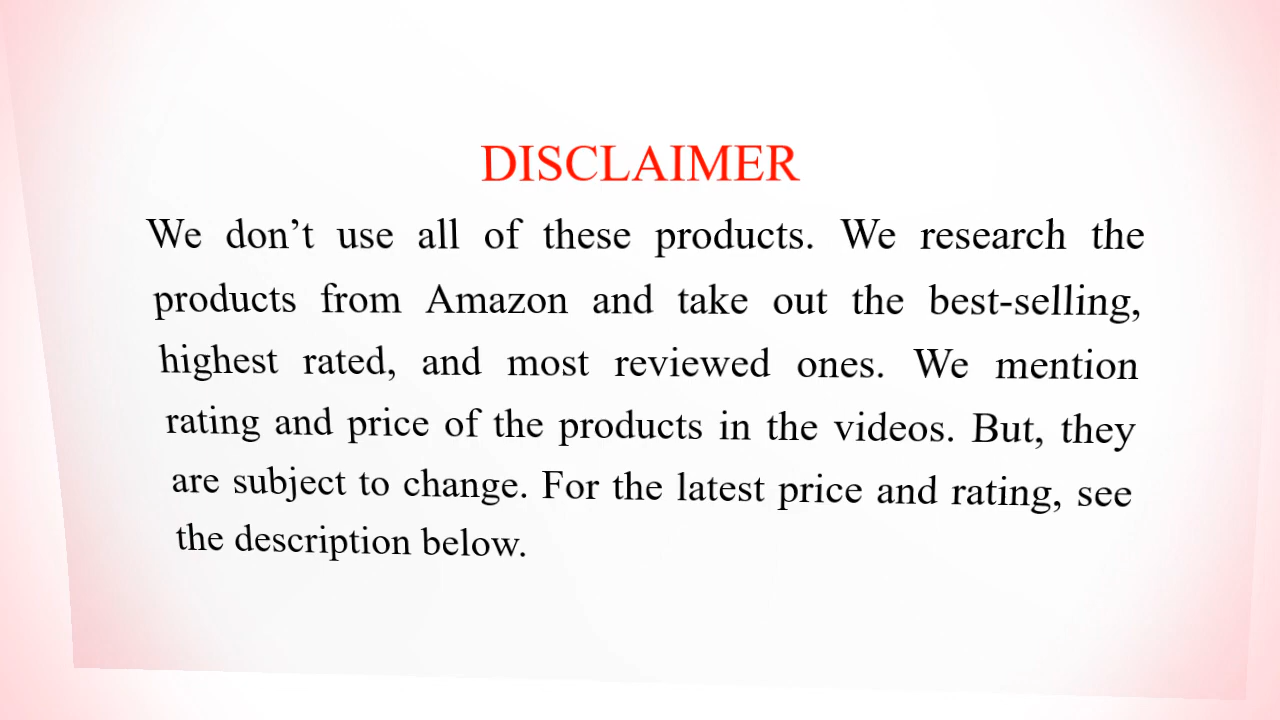 DISCLAIMER
We don’t use all of these products. We research the
products from Amazon and take out the best-selling,
highest rated, and most reviewed ones. We mention
rating and price of the products in the videos. But, they
are subject to change. For the latest price and rating, see
the description below.